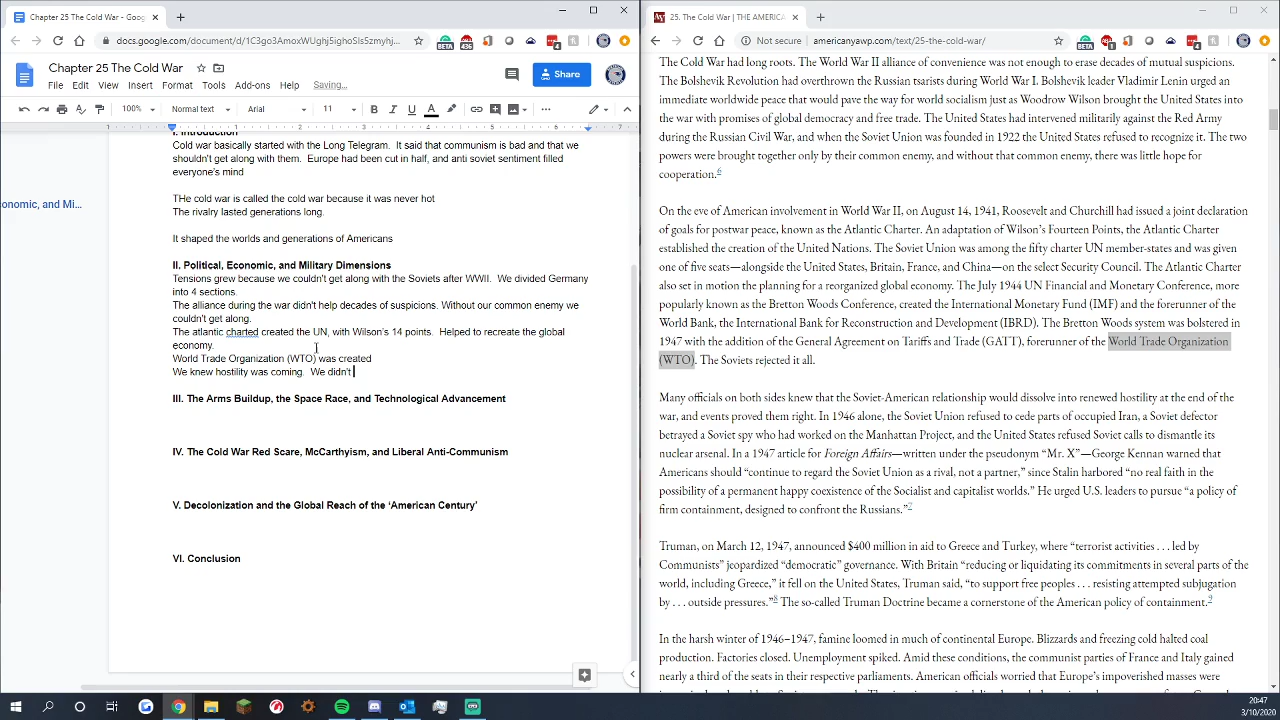 Chapter 25 The Cold War - Goog
25. The Cold War | THE AMERICA
docs.google.com/document/d/1C3go3AmoxWUghj5ighoSIs5zmyhj...
Not secure americanyawp.com/text/25-the-cold-war/
Chapter 25 The Cold War
File Edit View Insert Format Tools Add-ons Help Saving...
Share
100% Normal text Arial 11
onomic, and Mi...
I. Introduction
Cold war basically started with the Long Telegram. It said that communism is bad and that we
shouldn't get along with them. Europe had been cut in half, and anti soviet sentiment filled
everyone's mind
THe cold war is called the cold war because it was never hot
The rivalry lasted generations long.
It shaped the worlds and generations of Americans
II. Political, Economic, and Military Dimensions
Tensions grew because we couldn't get along with the Soviets after WWII. We divided Germany
into 4 sections.
The alliance during the war didn't help decades of suspicions. Without our common enemy we
couldn't get along.
The atlantic charted created the UN, with Wilson's 14 points. Helped to recreate the global
economy.
World Trade Organization (WTO) was created
We knew hostility was coming. We didn't
III. The Arms Buildup, the Space Race, and Technological Advancement
IV. The Cold War Red Scare, McCarthyism, and Liberal Anti-Communism
V. Decolonization and the Global Reach of the 'American Century'
VI. Conclusion
The Cold War had long roots. The World War II alliance of convenience was not enough to erase decades of mutual suspicions.
The Bolshevik Revolution had overthrown the Russian tsarists during World War I. Bolshevik leader Vladimir Lenin urged an
immediate worldwide peace that would pave the way for world socialism just as Woodrow Wilson brought the United States into
the war with promises of global democracy and free trade. The United States had intervened militarily against the Red Army
during the Russian Civil War, and when the Soviet Union was founded in 1922 the United States refused to recognize it. The two
powers were brought together only by their common enemy, and without that common enemy, there was little hope for
cooperation.6
On the eve of American involvement in World War II, on August 14, 1941, Roosevelt and Churchill had issued a joint declaration
of goals for postwar peace, known as the Atlantic Charter. An adaptation of Wilson's Fourteen Points, the Atlantic Charter
established the creation of the United Nations. The Soviet Union was among the fifty charter UN member-states and was given
one of five seats—alongside the United States, Britain, France, and China—on the select Security Council. The Atlantic Charter
also set in motion the planning for a reorganized global economy. The July 1944 UN Financial and Monetary Conference, more
popularly known as the Bretton Woods Conference, created the International Monetary Fund (IMF) and the forerunner of the
World Bank, the International Bank for Reconstruction and Development (IBRD). The Bretton Woods system was bolstered in
1947 with the addition of the General Agreement on Tariffs and Trade (GATT), forerunner of the World Trade Organization
(WTO). The Soviets rejected it all.
Many officials on both sides knew that the Soviet-American relationship would dissolve into renewed hostility at the end of the
war, and events proved them right. In 1946 alone, the Soviet Union refused to cede parts of occupied Iran, a Soviet defector
betrayed a Soviet spy who had worked on the Manhattan Project, and the United States refused Soviet calls to dismantle its
nuclear arsenal. In a 1947 article for Foreign Affairs—written under the pseudonym “Mr. X”—George Kennan warned that
Americans should “continue to regard the Soviet Union as a rival, not a partner,” since Stalin harbored “no real faith in the
possibility of a permanent happy coexistence of the Socialist and capitalist worlds.” He urged U.S. leaders to pursue “a policy of
firm containment, designed to confront the Russians.”7
Truman, on March 12, 1947, announced $400 million in aid to Greece and Turkey, where “terrorist activities . . . led by
Communists” jeopardized “democratic” governance. With Britain “reducing or liquidating its commitments in several parts of the
world, including Greece,” it fell on the United States, Truman said, “to support free peoples . . . resisting attempted subjugation
by . . . outside pressures.”8 The so-called Truman Doctrine became a cornerstone of the American policy of containment.9
In the harsh winter of 1946–1947, famine loomed in much of continental Europe. Blizzards and freezing cold halted coal
production. Factories closed. Unemployment spiked. Amid these conditions, the communist parties of France and Italy gained
nearly a third of the seats in their respective parliaments. American officials worried that Europe's impoverished masses were
20:47
3/10/2020